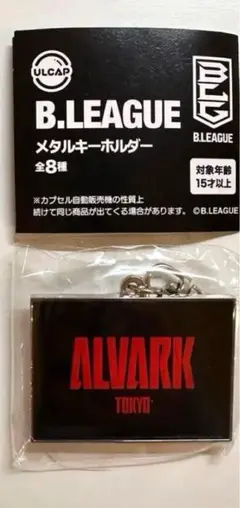 ULCAP
B.LEAGUE
B.LEAGUE
メタルキーホルダー
全8種
対象年齢
15才以上
※カプセル自動販売機の性質上
続けて同じ商品が出てくる場合があります。 ©B.LEAGUE
ALVARK
TOKYO